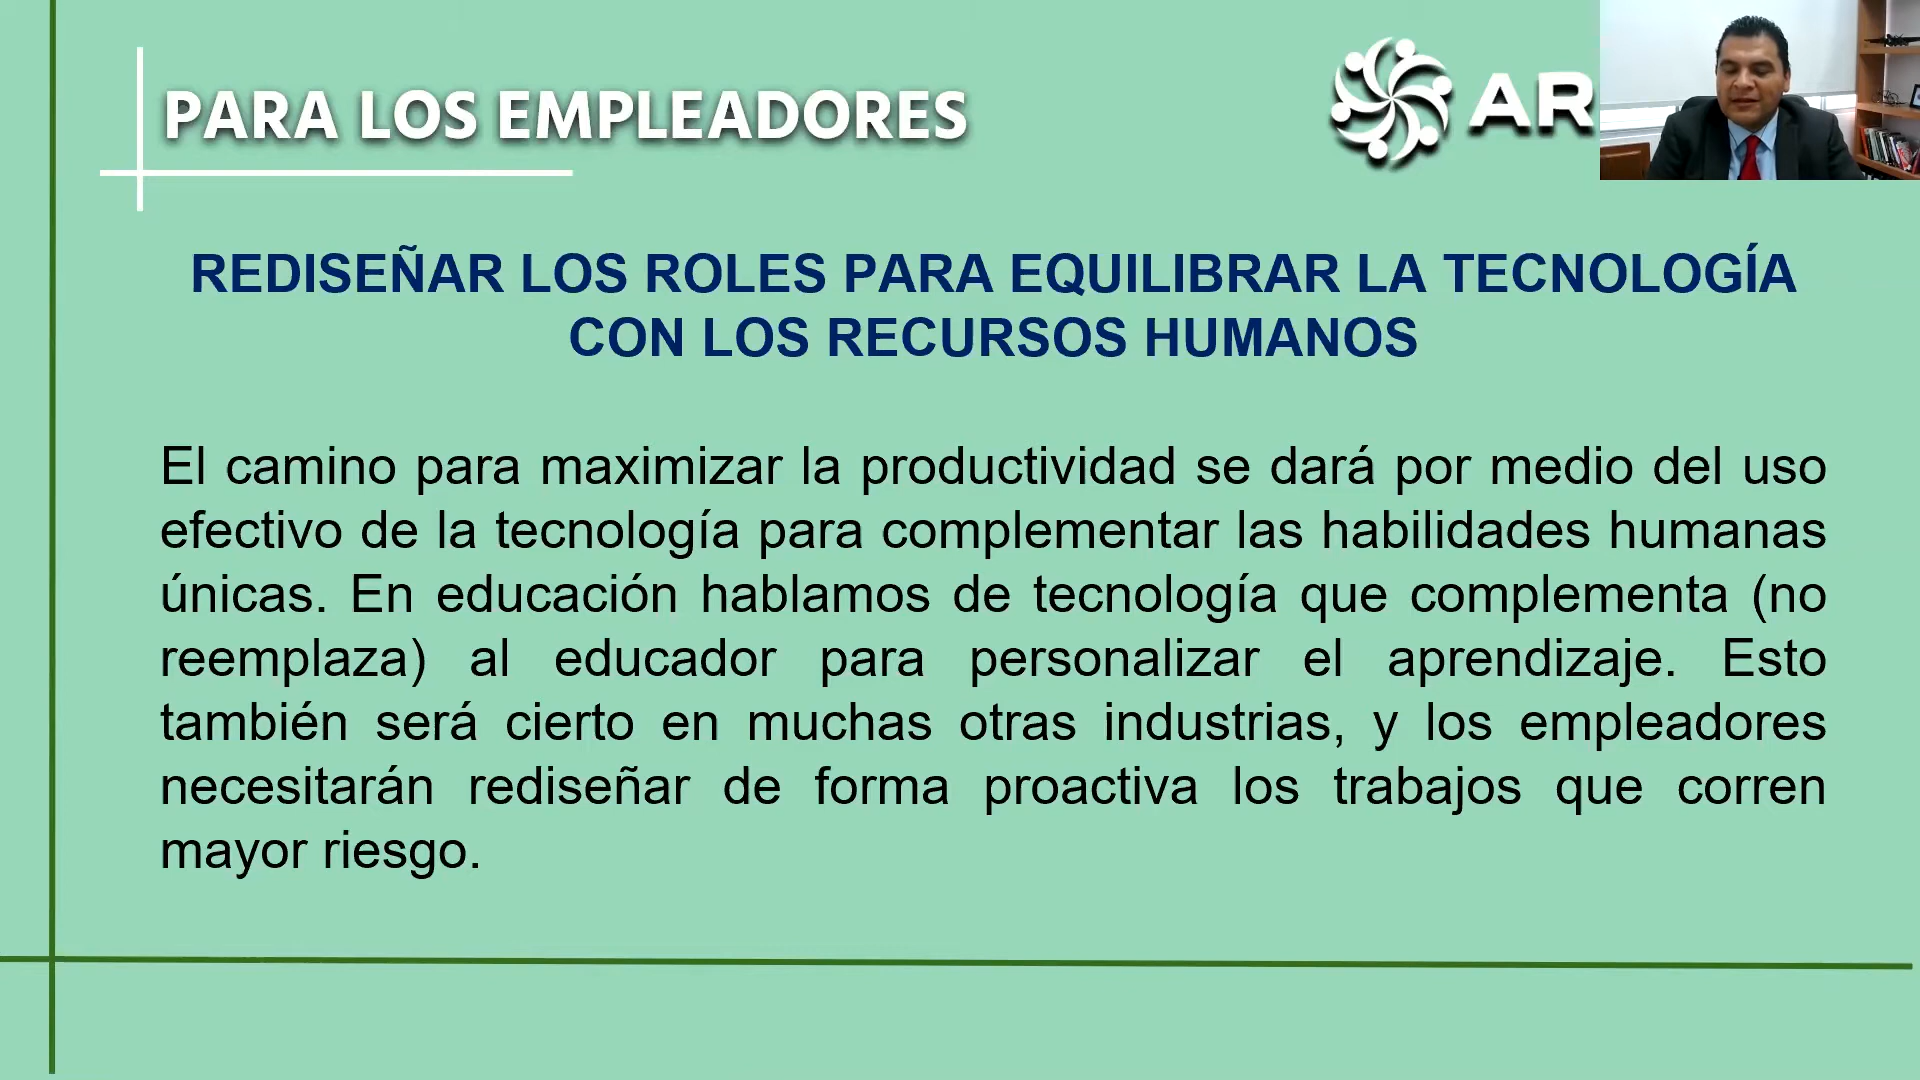 PARA LOS EMPLEADORES
AR
REDISEÑAR LOS ROLES PARA EQUILIBRAR LA TECNOLOGÍA
CON LOS RECURSOS HUMANOS
El camino para maximizar la productividad se dará por medio del uso
efectivo de la tecnología para complementar las habilidades humanas
únicas. En educación hablamos de tecnología que complementa (no
reemplaza) al educador para personalizar el aprendizaje. Esto
también será cierto en muchas otras industrias, y los empleadores
necesitarán rediseñar de forma proactiva los trabajos que corren
mayor riesgo.